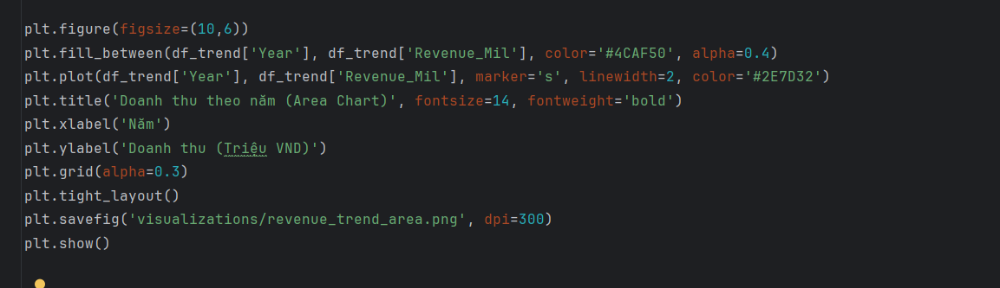 plt.figure(figsize=(10,6))
plt.fill_between(df_trend['Year'], df_trend['Revenue_Mil'], color='#4CAF50', alpha=0.4)
plt.plot(df_trend['Year'], df_trend['Revenue_Mil'], marker='s', linewidth=2, color='#2E7D32')
plt.title('Doanh thu theo năm (Area Chart)', fontsize=14, fontweight='bold')
plt.xlabel('Năm')
plt.ylabel('Doanh thu (Triệu VND)')
plt.grid(alpha=0.3)
plt.tight_layout()
plt.savefig('visualizations/revenue_trend_area.png', dpi=300)
plt.show()